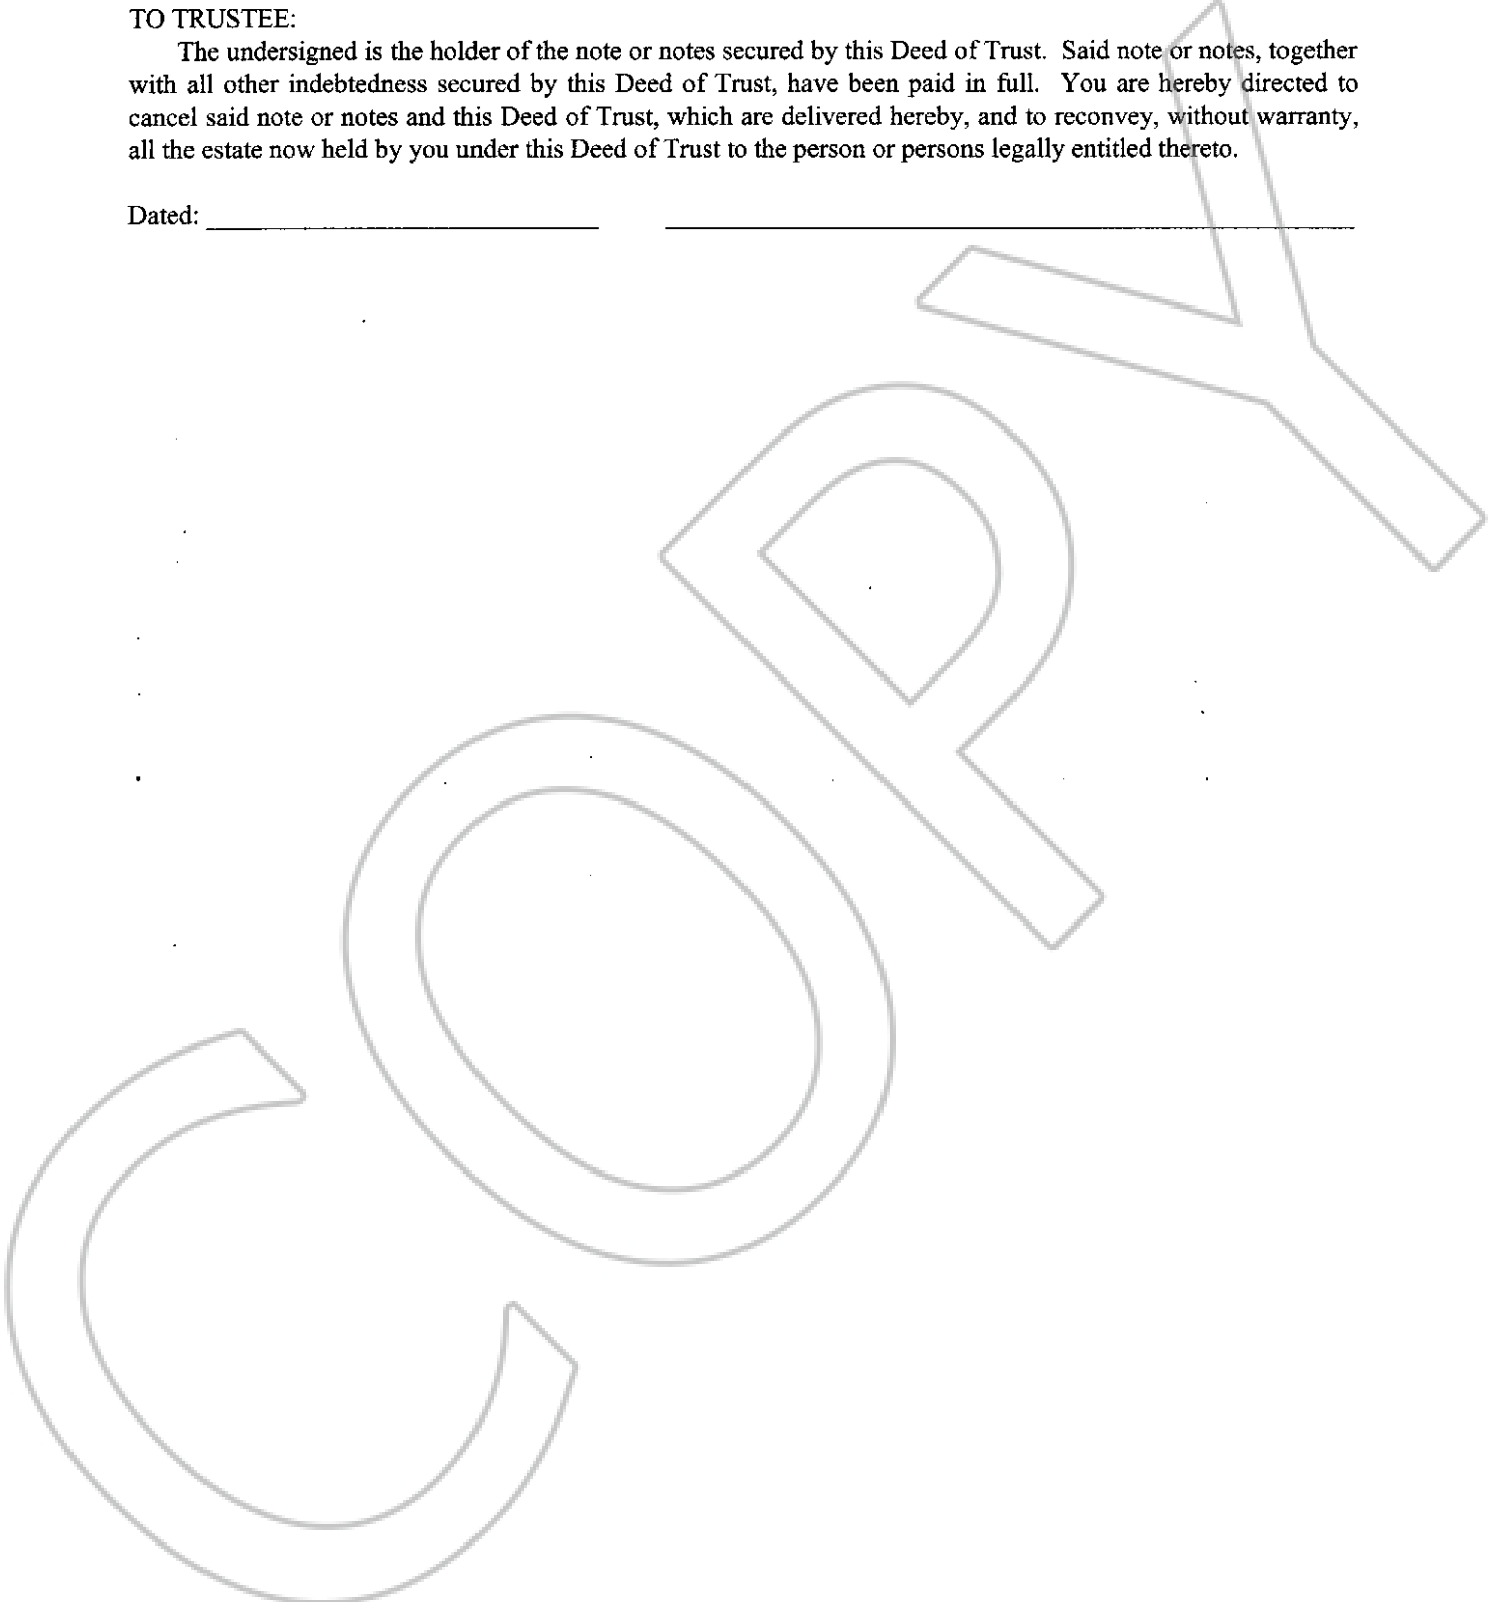 TO TRUSTEE:
The undersigned is the holder of the note or notes secured by this Deed of Trust. Said note or notes, together
with all other indebtedness secured by this Deed of Trust, have been paid in full. You are hereby directed to
cancel said note or notes and this Deed of Trust, which are delivered hereby, and to reconvey, without warranty,
all the estate now held by you under this Deed of Trust to the person or persons legally entitled thereto.
Dated:
COPY